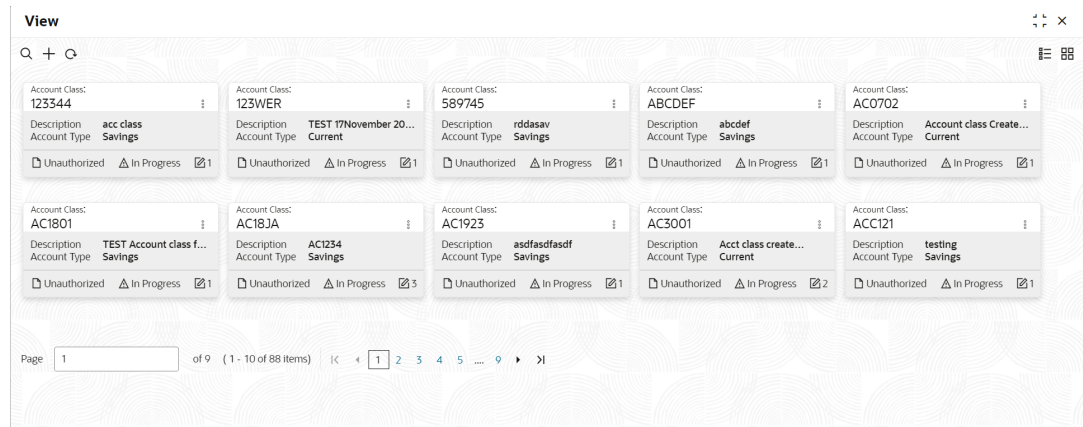 View
Account Class:
123344
Description acc class
Account Type Savings
Unauthorized In Progress 1
Account Class:
123WER
Description TEST 17November 20...
Account Type Current
Unauthorized In Progress 1
Account Class:
589745
Description rddasav
Account Type Savings
Unauthorized In Progress 1
Account Class:
ABCDEF
Description abcdef
Account Type Savings
Unauthorized In Progress 1
Account Class:
AC0702
Description Account class Create...
Account Type Current
Unauthorized In Progress 1
Account Class:
AC1801
Description TEST Account class f...
Account Type Savings
Unauthorized In Progress 1
Account Class:
AC18JA
Description AC1234
Account Type Savings
Unauthorized In Progress 3
Account Class:
AC1923
Description asdfasdfasdf
Account Type Savings
Unauthorized In Progress 1
Account Class:
AC3001
Description Acct class create...
Account Type Current
Unauthorized In Progress 2
Account Class:
ACC121
Description testing
Account Type Savings
Unauthorized In Progress 1
Page 1 of 9 ( 1 - 10 of 88 items) 1 2 3 4 5 .... 9